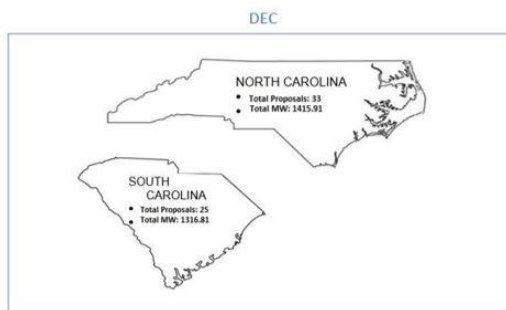 DEC
NORTH CAROLINA
• Total Proposals: 33
• Total MW: 1415.91
SOUTH
CAROLINA
• Total Proposals: 25
• Total MW: 1316.81